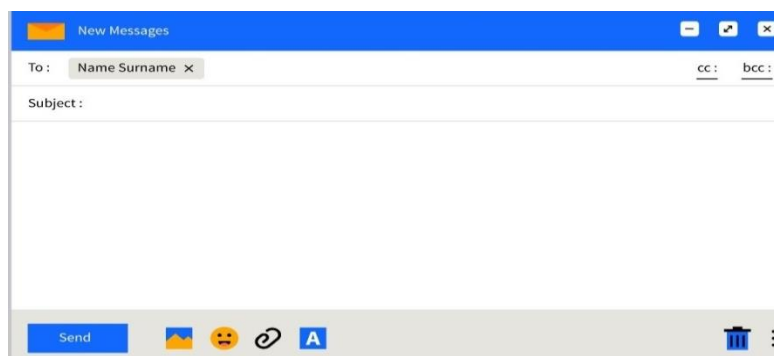 New Messages
To : Name Surname × cc : bcc :
Subject :
Send A